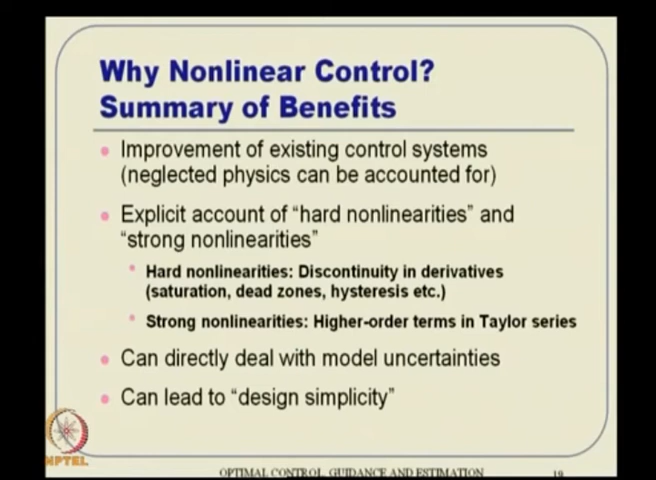 Why Nonlinear Control?
Summary of Benefits
Improvement of existing control systems
(neglected physics can be accounted for)
Explicit account of “hard nonlinearities” and
“strong nonlinearities”
Hard nonlinearities: Discontinuity in derivatives
(saturation, dead zones, hysteresis etc.)
Strong nonlinearities: Higher-order terms in Taylor series
Can directly deal with model uncertainties
Can lead to “design simplicity”
NPTEL
OPTIMAL CONTROL, GUIDANCE AND ESTIMATION
19